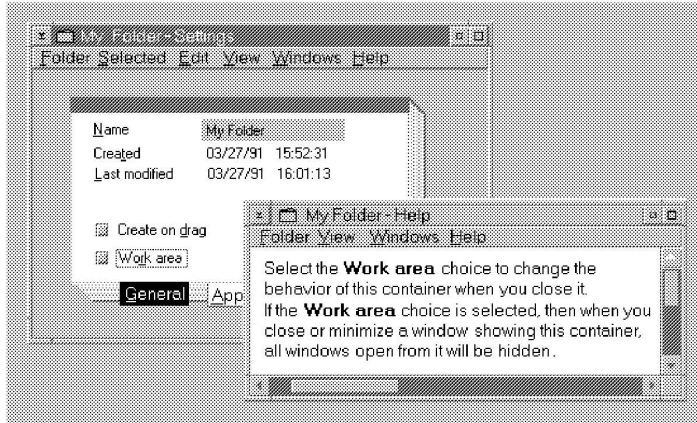 My Folder - Settings
Folder Selected Edit View Windows Help
Name My Folder
Created 03/27/91 15:52:31
Last modified 03/27/91 16:01:13
Create on drag
Work area
General App
My Folder - Help
Folder View Windows Help
Select the Work area choice to change the
behavior of this container when you close it.
If the Work area choice is selected, then when you
close or minimize a window showing this container,
all windows open from it will be hidden.